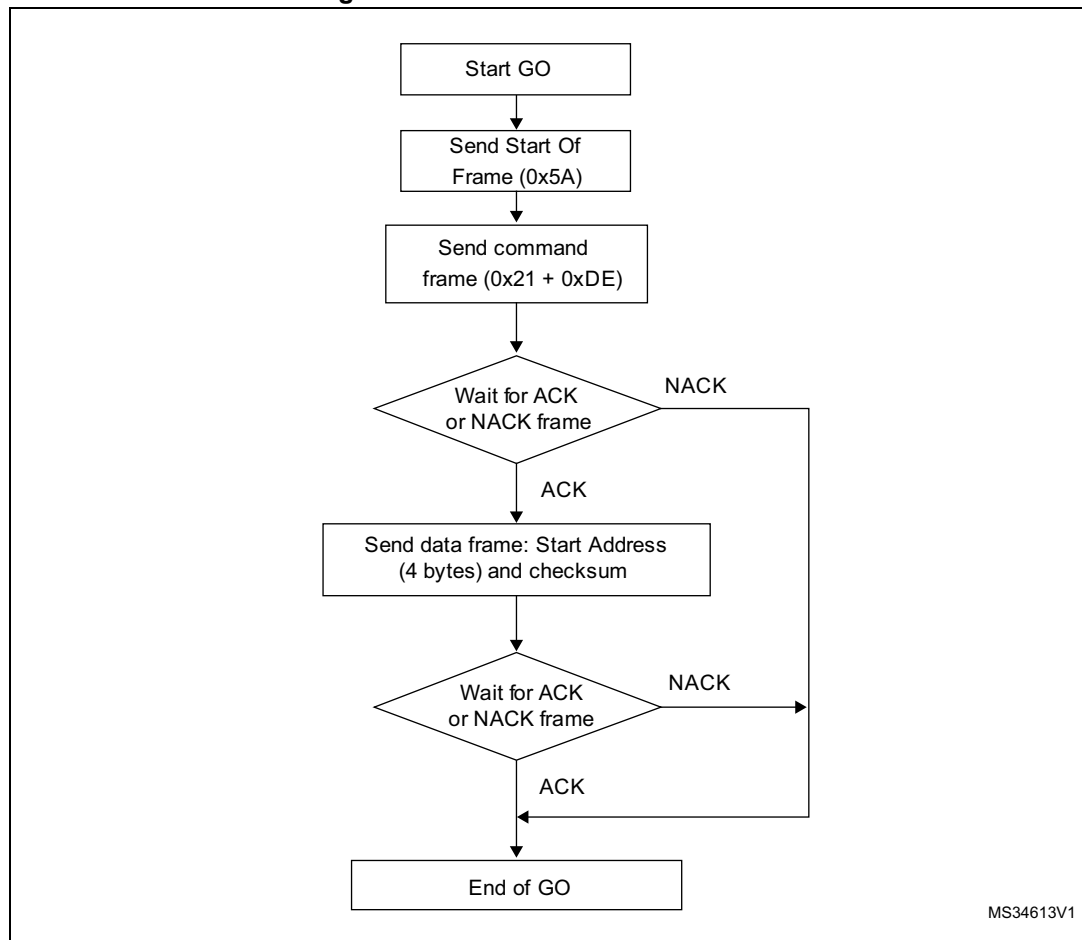 Start GO
Send Start Of
Frame (0x5A)
Send command
frame (0x21 + 0xDE)
Wait for ACK
or NACK frame
NACK
ACK
Send data frame: Start Address
(4 bytes) and checksum
Wait for ACK
or NACK frame
NACK
ACK
End of GO
MS34613V1